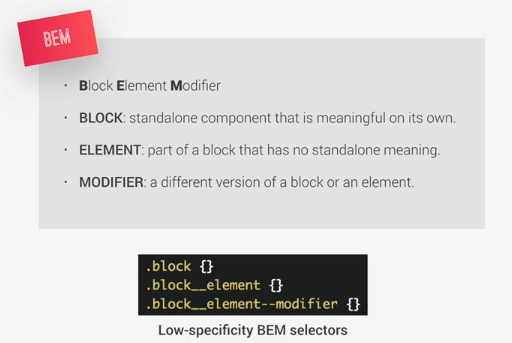 BEM
• Block Element Modifier
• BLOCK: standalone component that is meaningful on its own.
• ELEMENT: part of a block that has no standalone meaning.
• MODIFIER: a different version of a block or an element.
.block {}
.block__element {}
.block__element--modifier {}
Low-specificity BEM selectors